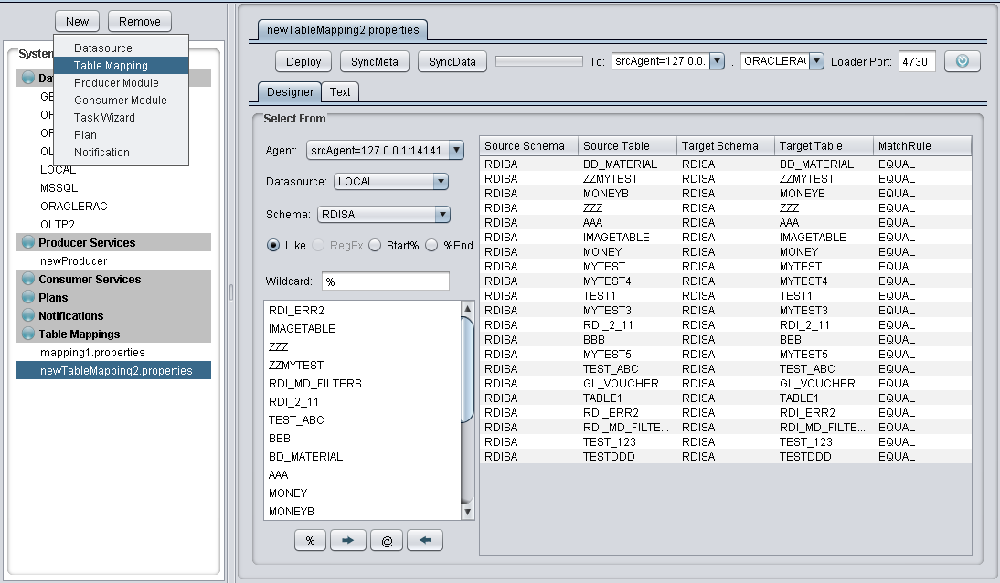 New Remove
Datasource
Table Mapping
Producer Module
Consumer Module
Task Wizard
Plan
Notification
LOCAL
MSSQL
ORACLERAC
OLTP2
Producer Services
newProducer
Consumer Services
Plans
Notifications
Table Mappings
mapping1.properties
newTableMapping2.properties
newTableMapping2.properties
Deploy SyncMeta SyncData To: srcAgent=127.0.0. . Loader Port: 4730
Designer Text
Select From
Agent: srcAgent=127.0.0.1:14141
Datasource: LOCAL
Schema: RDISA
Like RegEx Start% %End
Wildcard: %
RDI_ERR2
IMAGETABLE
ZZZ
ZZMYTEST
RDI_MD_FILTERS
RDI_2_11
TEST_ABC
BBB
BD_MATERIAL
AAA
MONEY
MONEYB
% @
Source Schema Source Table Target Schema Target Table MatchRule
RDISA BD_MATERIAL RDISA BD_MATERIAL EQUAL
RDISA ZZMYTEST RDISA ZZMYTEST EQUAL
RDISA MONEYB RDISA MONEYB EQUAL
RDISA ZZZ RDISA ZZZ EQUAL
RDISA AAA RDISA AAA EQUAL
RDISA IMAGETABLE RDISA IMAGETABLE EQUAL
RDISA MONEY RDISA MONEY EQUAL
RDISA MYTEST RDISA MYTEST EQUAL
RDISA MYTEST4 RDISA MYTEST4 EQUAL
RDISA TEST1 RDISA TEST1 EQUAL
RDISA MYTEST3 RDISA MYTEST3 EQUAL
RDISA RDI_2_11 RDISA RDI_2_11 EQUAL
RDISA BBB RDISA BBB EQUAL
RDISA MYTEST5 RDISA MYTEST5 EQUAL
RDISA TEST_ABC RDISA TEST_ABC EQUAL
RDISA GL_VOUCHER RDISA GL_VOUCHER EQUAL
RDISA TABLE1 RDISA TABLE1 EQUAL
RDISA RDI_ERR2 RDISA RDI_ERR2 EQUAL
RDISA RDI_MD_FILTE... RDISA RDI_MD_FILTE... EQUAL
RDISA TEST_123 RDISA TEST_123 EQUAL
RDISA TESTDDD RDISA TESTDDD EQUAL